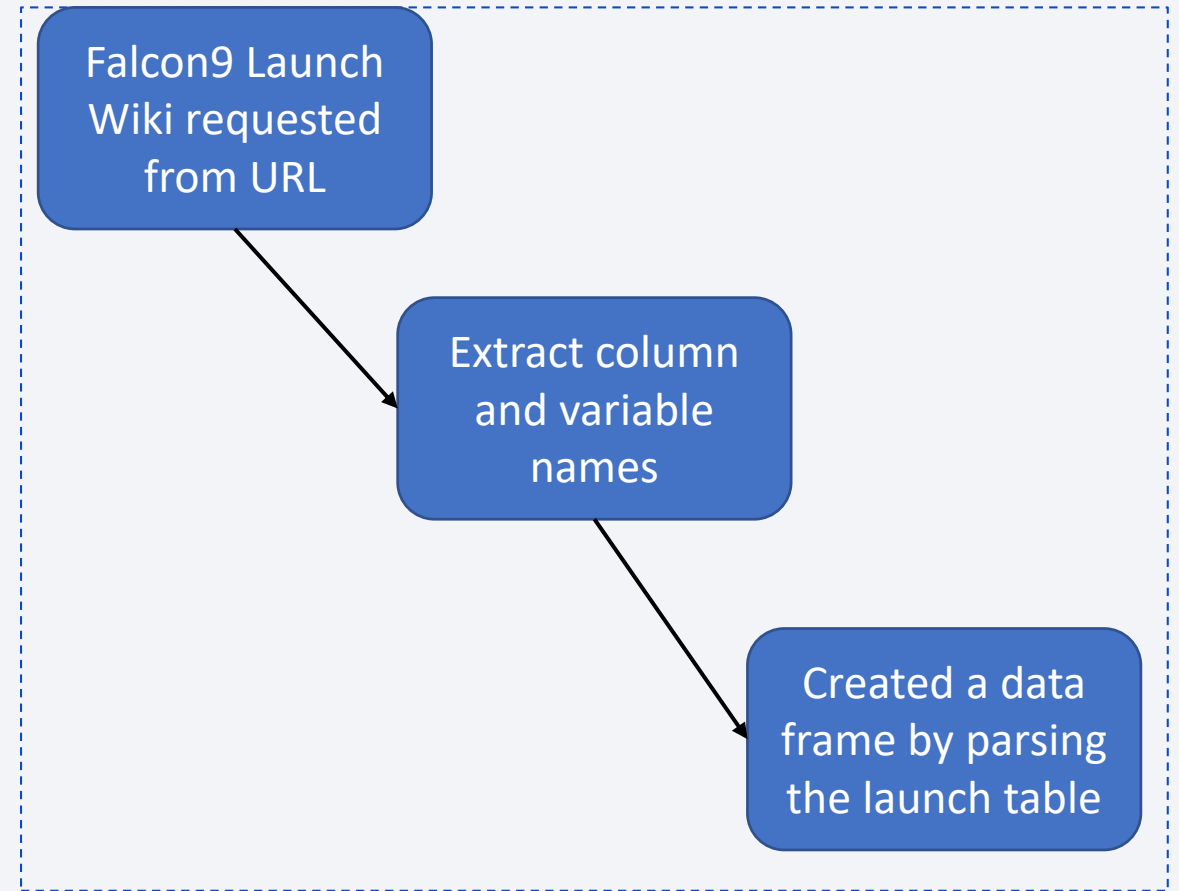 Falcon9 Launch
Wiki requested
from URL
Extract column
and variable
names
Created a data
frame by parsing
the launch table